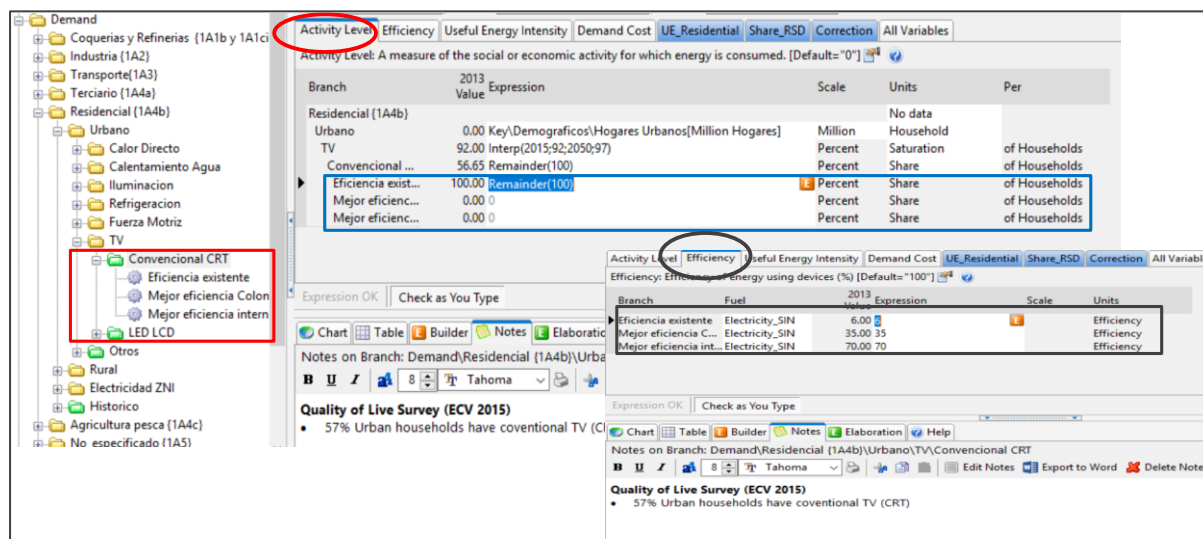 Demand
Coquerias y Refinerias {1A1b y 1A1ci
Industria {1A2}
Transporte{1A3}
Terciario {1A4a}
Residencial {1A4b}
Urbano
Calor Directo
Calentamiento Agua
Iluminacion
Refrigeracion
Fuerza Motriz
TV
Convencional CRT
Eficiencia existente
Mejor eficiencia Colon
Mejor eficiencia intern
LED LCD
Otros
Rural
Electricidad ZNI
Historico
Agricultura pesca {1A4c}
No especificado {1A5}
Activity Level Efficiency Useful Energy Intensity Demand Cost UE_Residential Share_RSD Correction All Variables
Activity Level: A measure of the social or economic activity for which energy is consumed. [Default="0"]
Branch 2013 Value Expression Scale Units Per
Residencial {1A4b} No data
Urbano 0.00 Key\Demograficos\Hogares Urbanos[Million Hogares] Million Household
TV 92.00 Interp(2015;92;2050;97) Percent Saturation of Households
Convencional ... 56.65 Remainder(100) Percent Share of Households
Eficiencia exist... 100.00 Remainder(100) E Percent Share of Households
Mejor eficienc... 0.00 0 Percent Share of Households
Mejor eficienc... 0.00 0 Percent Share of Households
Expression OK Check as You Type
Chart Table Builder Notes Elaboratio
Notes on Branch: Demand\Residencial {1A4b}\Urba
B U I 8 Tahoma
Quality of Live Survey (ECV 2015)
• 57% Urban households have coventional TV (C
Activity Level Efficiency Useful Energy Intensity Demand Cost UE_Residential Share_RSD Correction All Variabl
Efficiency: Efficiency of energy using devices (%) [Default="100"]
Branch Fuel 2013 Value Expression Scale Units
Eficiencia existente Electricity_SIN 6.00 6 E Efficiency
Mejor eficiencia C... Electricity_SIN 35.00 35 Efficiency
Mejor eficiencia int... Electricity_SIN 70.00 70 Efficiency
Expression OK Check as You Type
Chart Table Builder Notes Elaboration Help
Notes on Branch: Demand\Residencial {1A4b}\Urbano\TV\Convencional CRT
B U I 8 Tahoma Edit Notes Export to Word Delete Note
Quality of Live Survey (ECV 2015)
• 57% Urban households have coventional TV (CRT)